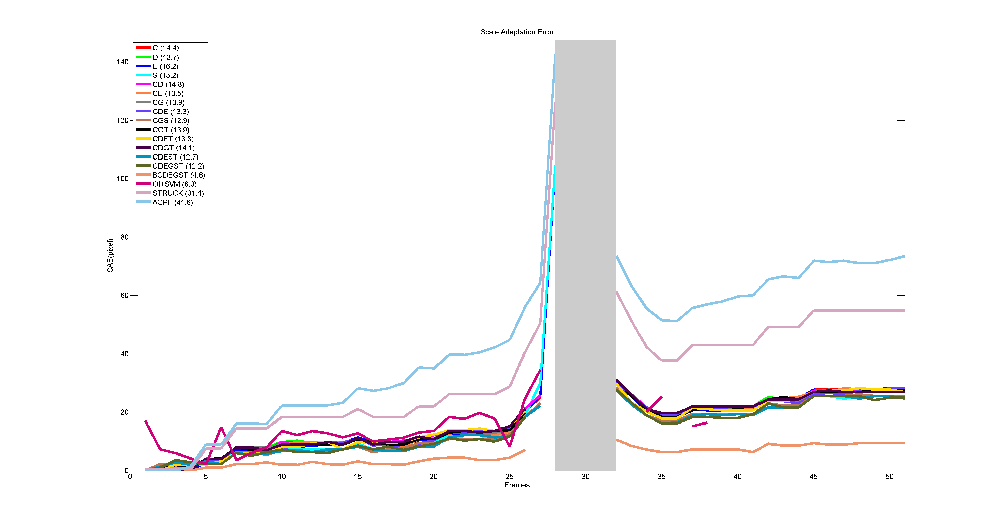 Scale Adaptation Error
C (14.4)
D (13.7)
E (16.2)
S (15.2)
CD (14.8)
CE (13.5)
CG (13.9)
CDE (13.3)
CGS (12.9)
CGT (13.9)
CDET (13.8)
CDGT (14.1)
CDEST (12.7)
CDEGST (12.2)
BCDEGST (4.6)
OI+SVM (8.3)
STRUCK (31.4)
ACPF (41.6)
140
120
100
80
60
40
20
0
SAE(pixel)
0 5 10 15 20 25 30 35 40 45 50
Frames